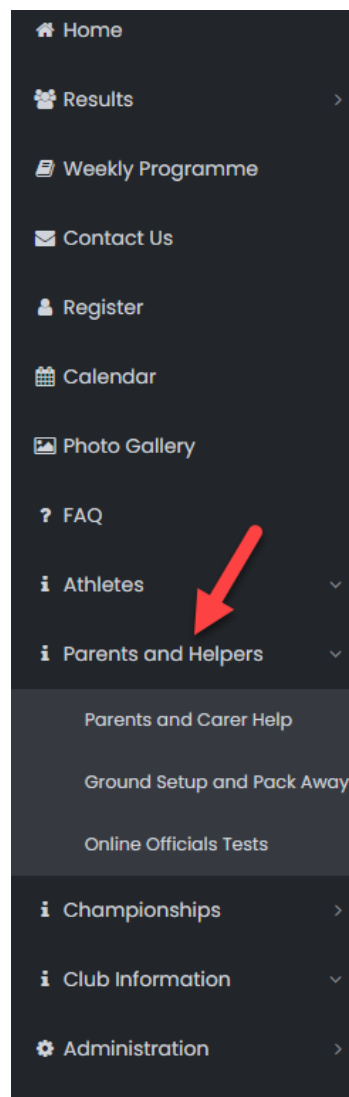 Home
Results
Weekly Programme
Contact Us
Register
Calendar
Photo Gallery
? FAQ
Athletes
Parents and Helpers
Parents and Carer Help
Ground Setup and Pack Away
Online Officials Tests
Championships
Club Information
Administration